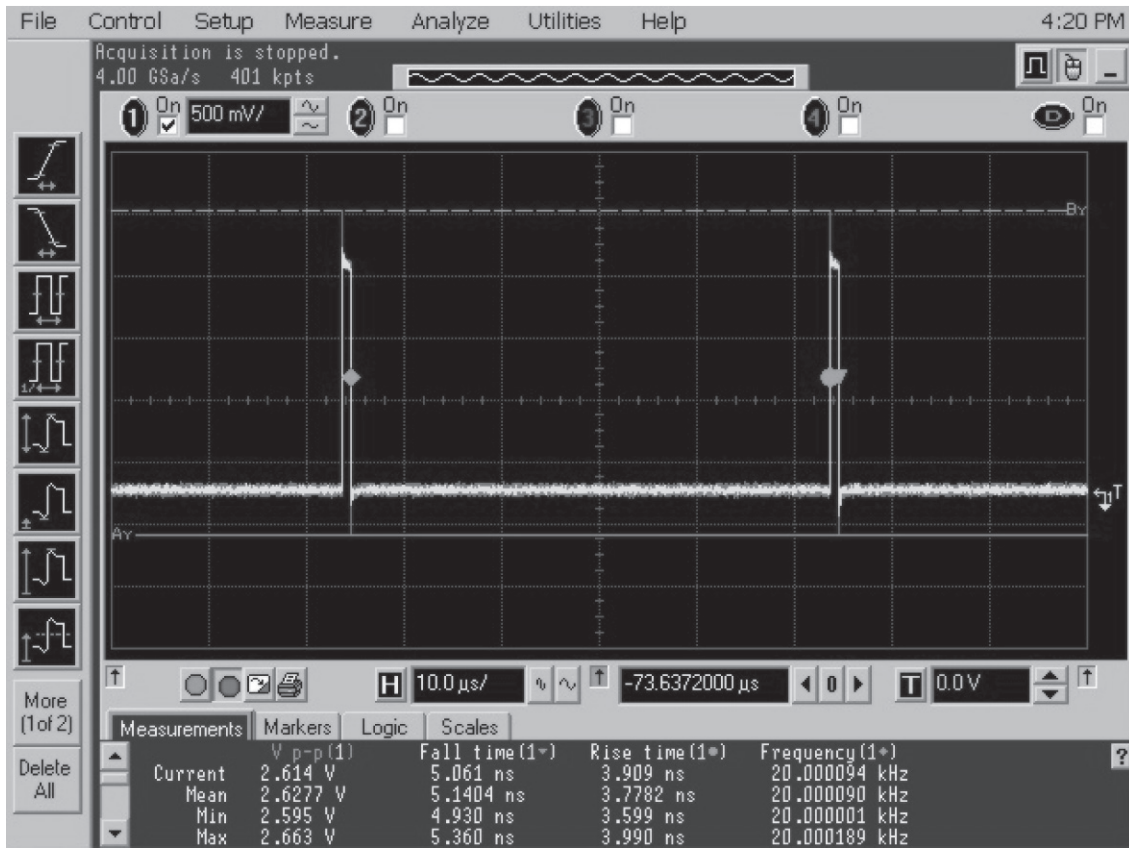 File Control Setup Measure Analyze Utilities Help 4:20 PM
Acquisition is stopped.
4.00 GSa/s 401 kpts
1 On 500 mV/ 2 On 3 On 4 On D On
By
T
Ay
1/
More
(1of 2)
Delete
All
H 10.0 µs/ -73.6372000 µs 0 T 0.0 V
Measurements Markers Logic Scales
V p-p(1) Fall time(1) Rise time(1) Frequency(1) ?
Current 2.614 V 5.061 ns 3.909 ns 20.000094 kHz
Mean 2.6277 V 5.1404 ns 3.7782 ns 20.000090 kHz
Min 2.595 V 4.930 ns 3.599 ns 20.000001 kHz
Max 2.663 V 5.360 ns 3.990 ns 20.000189 kHz